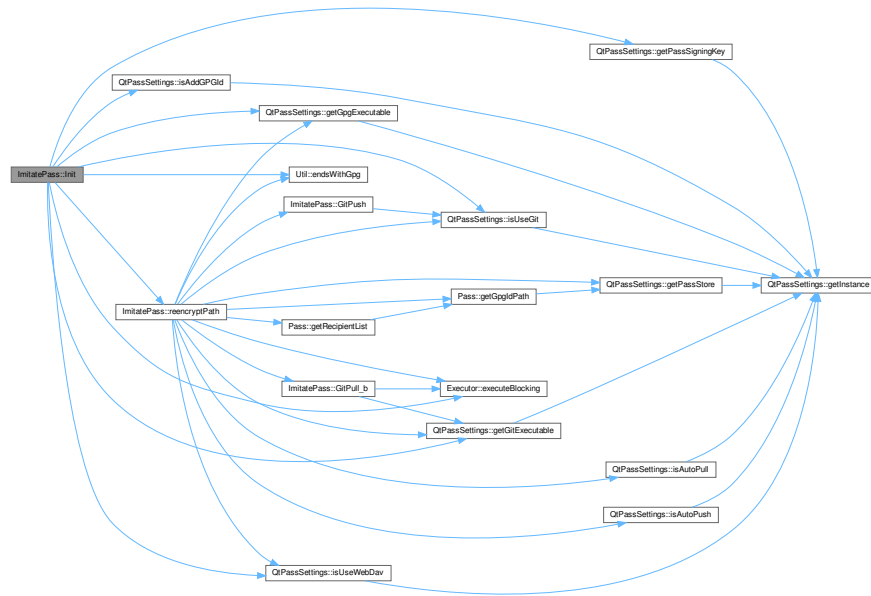 QtPassSettings::getPassSigningKey
QtPassSettings::isAddGPGId
QtPassSettings::getGpgExecutable
ImitatePass::Init
Util::endsWithGpg
ImitatePass::GitPush
QtPassSettings::isUseGit
QtPassSettings::getPassStore
QtPassSettings::getInstance
Pass::getGpgIdPath
ImitatePass::reencryptPath
Pass::getRecipientList
ImitatePass::GitPull_b
Executor::executeBlocking
QtPassSettings::getGitExecutable
QtPassSettings::isAutoPull
QtPassSettings::isAutoPush
QtPassSettings::isUseWebDav